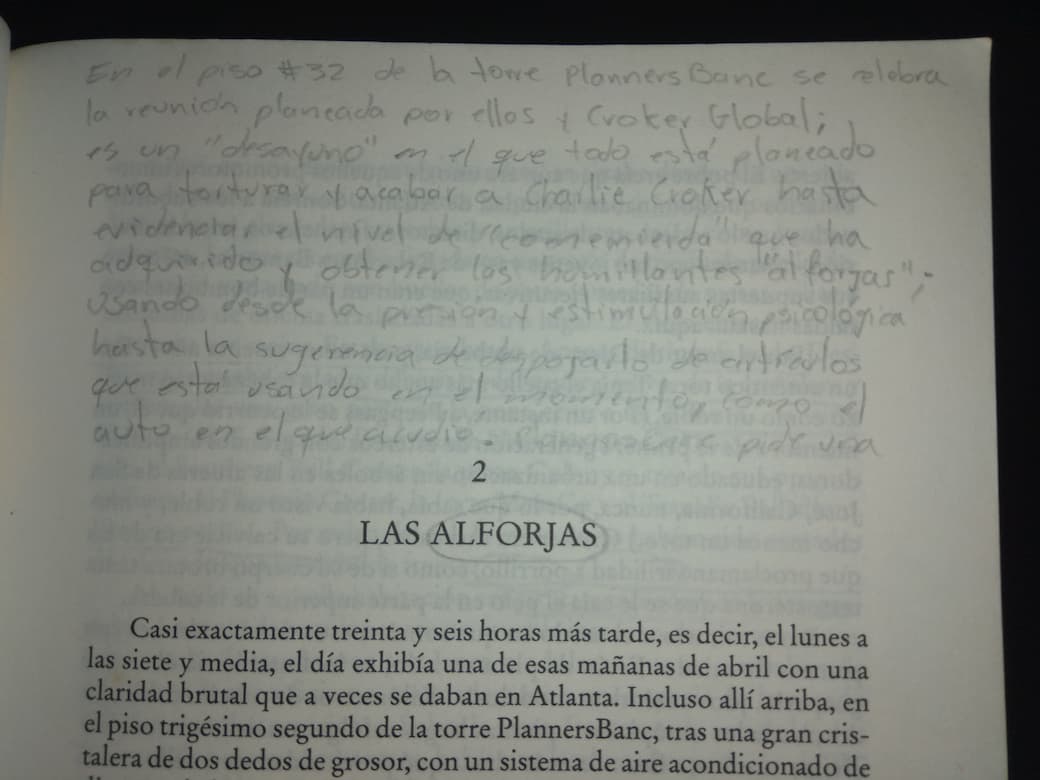 En el piso #32 de la torre PlannersBanc se celebra
la reunión planeada por ellos y Croker Global;
es un "desayuno" en el que todo está planeado
para torturar y acabar a Charlie Croker hasta
evidenciar el nivel de "comemierda" que ha
adquirido y obtener las humillantes "alforjas";
usando desde la presión y estimulación psicológica
hasta la sugerencia de despojarlo de artículos
que está usando en el momento, como el
auto en el que acudió. pide una
2
LAS ALFORJAS
Casi exactamente treinta y seis horas más tarde, es decir, el lunes a
las siete y media, el día exhibía una de esas mañanas de abril con una
claridad brutal que a veces se daban en Atlanta. Incluso allí arriba, en
el piso trigésimo segundo de la torre PlannersBanc, tras una gran cris-
talera de dos dedos de grosor, con un sistema de aire acondicionado de